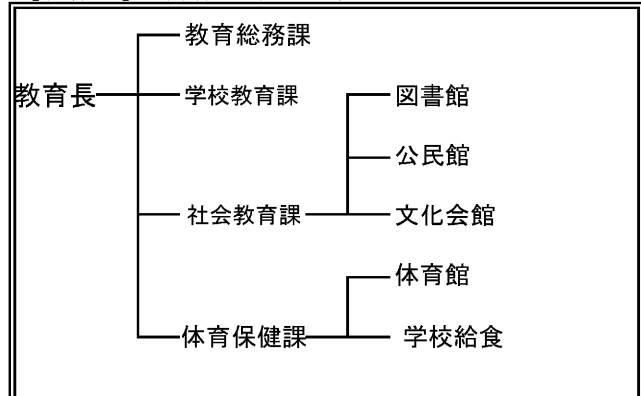 教育総務課
教育長
学校教育課
図書館
公民館
社会教育課
文化会館
体育館
体育保健課
学校給食